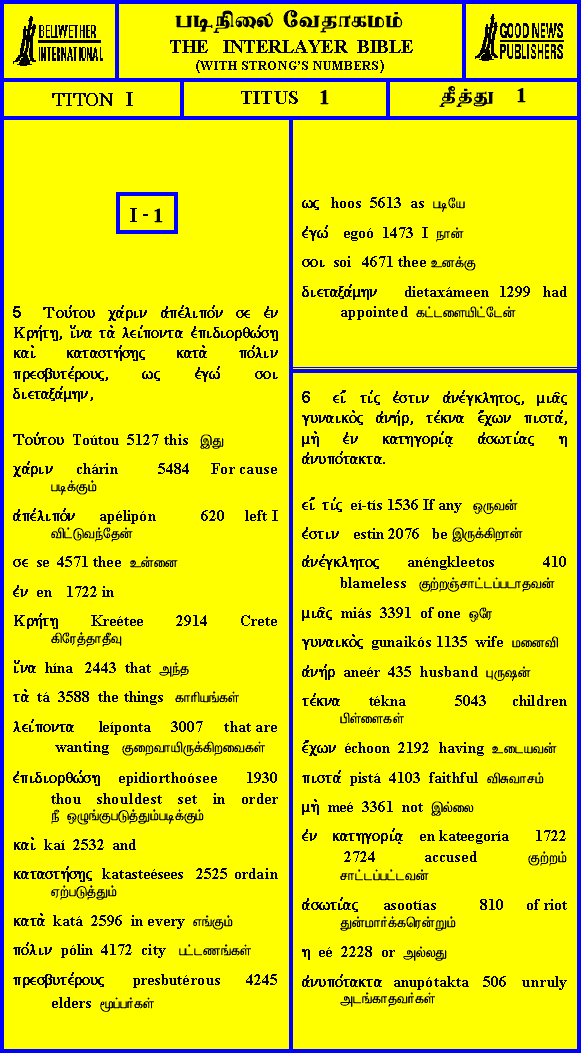 BELLWETHER
INTERNATIONAL
படிநிலை வேதாகமம்
THE INTERLAYER BIBLE
(WITH STRONG'S NUMBERS)
GOOD NEWS
PUBLISHERS
TITON I
TITUS 1
தீத்து 1
I - 1
5 Τούτου χάριν ἀπέλιπόν σε ἐν
Κρήτῃ, ἵνα τὰ λείποντα ἐπιδιορθώσῃ
καὶ καταστήσῃς κατὰ πόλιν
πρεσβυτέρους, ως ἐγώ σοι
διεταξάμην,
Τούτου Toútou 5127 this இது
χάριν chárin 5484 For cause
படிக்கும்
ἀπέλιπόν apélipón 620 left I
விட்டுவந்தேன்
σε se 4571 thee உன்னை
ἐν en 1722 in
Κρήτῃ Kreétee 2914 Crete
கிரேத்தாதீவு
ἵνα hína 2443 that அந்த
τὰ tá 3588 the things காரியங்கள்
λείποντα leíponta 3007 that are
wanting குறைவாயிருக்கிறவைகள்
ἐπιδιορθώσῃ epidiorthoósee 1930
thou shouldest set in order
நீ ஒழுங்குபடுத்தும்படிக்கும்
καὶ kaí 2532 and
καταστήσῃς katasteésees 2525 ordain
ஏற்படுத்தும்
κατὰ katá 2596 in every எங்கும்
πόλιν pólin 4172 city பட்டணங்கள்
πρεσβυτέρους presbutérous 4245
elders மூப்பர்கள்
ως hoos 5613 as படியே
ἐγώ egoó 1473 I நான்
σοι soi 4671 thee உனக்கு
διεταξάμην dietaxámeen 1299 had
appointed கட்டளையிட்டேன்
6 εἴ τίς ἐστιν ἀνέγκλητος, μιᾶς
γυναικὸς ἀνήρ, τέκνα ἔχων πιστά,
μὴ ἐν κατηγορίᾳ ἀσωτίας η
ἀνυπότακτα.
εἴ τίς eí-tís 1536 If any ஒருவன்
ἐστιν estin 2076 be இருக்கிறான்
ἀνέγκλητος anéngkleetos 410
blameless குற்றஞ்சாட்டப்படாதவன்
μιᾶς miás 3391 of one ஒரே
γυναικὸς gunaikós 1135 wife மனைவி
ἀνήρ aneér 435 husband புருஷன்
τέκνα tékna 5043 children
பிள்ளைகள்
ἔχων échoon 2192 having உடையவன்
πιστά pistá 4103 faithful விசுவாசம்
μὴ meé 3361 not இல்லை
ἐν κατηγορίᾳ en kateegoría 1722
2724 accused குற்றம்
சாட்டப்பட்டவன்
ἀσωτίας asootías 810 of riot
துன்மார்க்கரென்றும்
η eé 2228 or அல்லது
ἀνυπότακτα anupótakta 506 unruly
அடங்காதவர்கள்